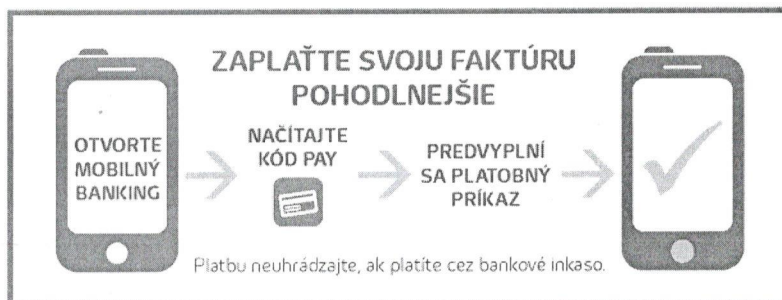 ZAPLAŤTE SVOJU FAKTÚRU
POHODLNEJŠIE
OTVORTE
MOBILNÝ
BANKING
NAČÍTAJTE
KÓD PAY
PREDVYPLNÍ
SA PLATOBNÝ
PRÍKAZ
Platbu neuhrádzajte, ak platíte cez bankové inkaso.